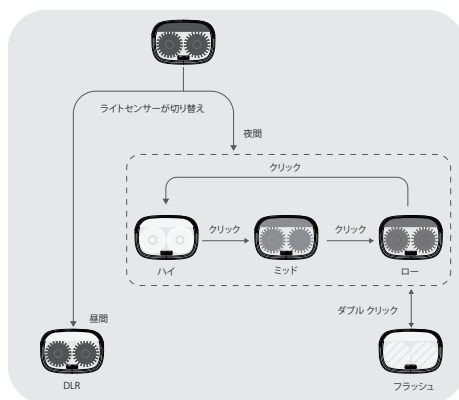 ライトセンサーが切り替え
夜間
クリック
クリック
クリック
ハイ
ミッド
ロー
ダブル クリック
昼間
DLR
フラッシュ